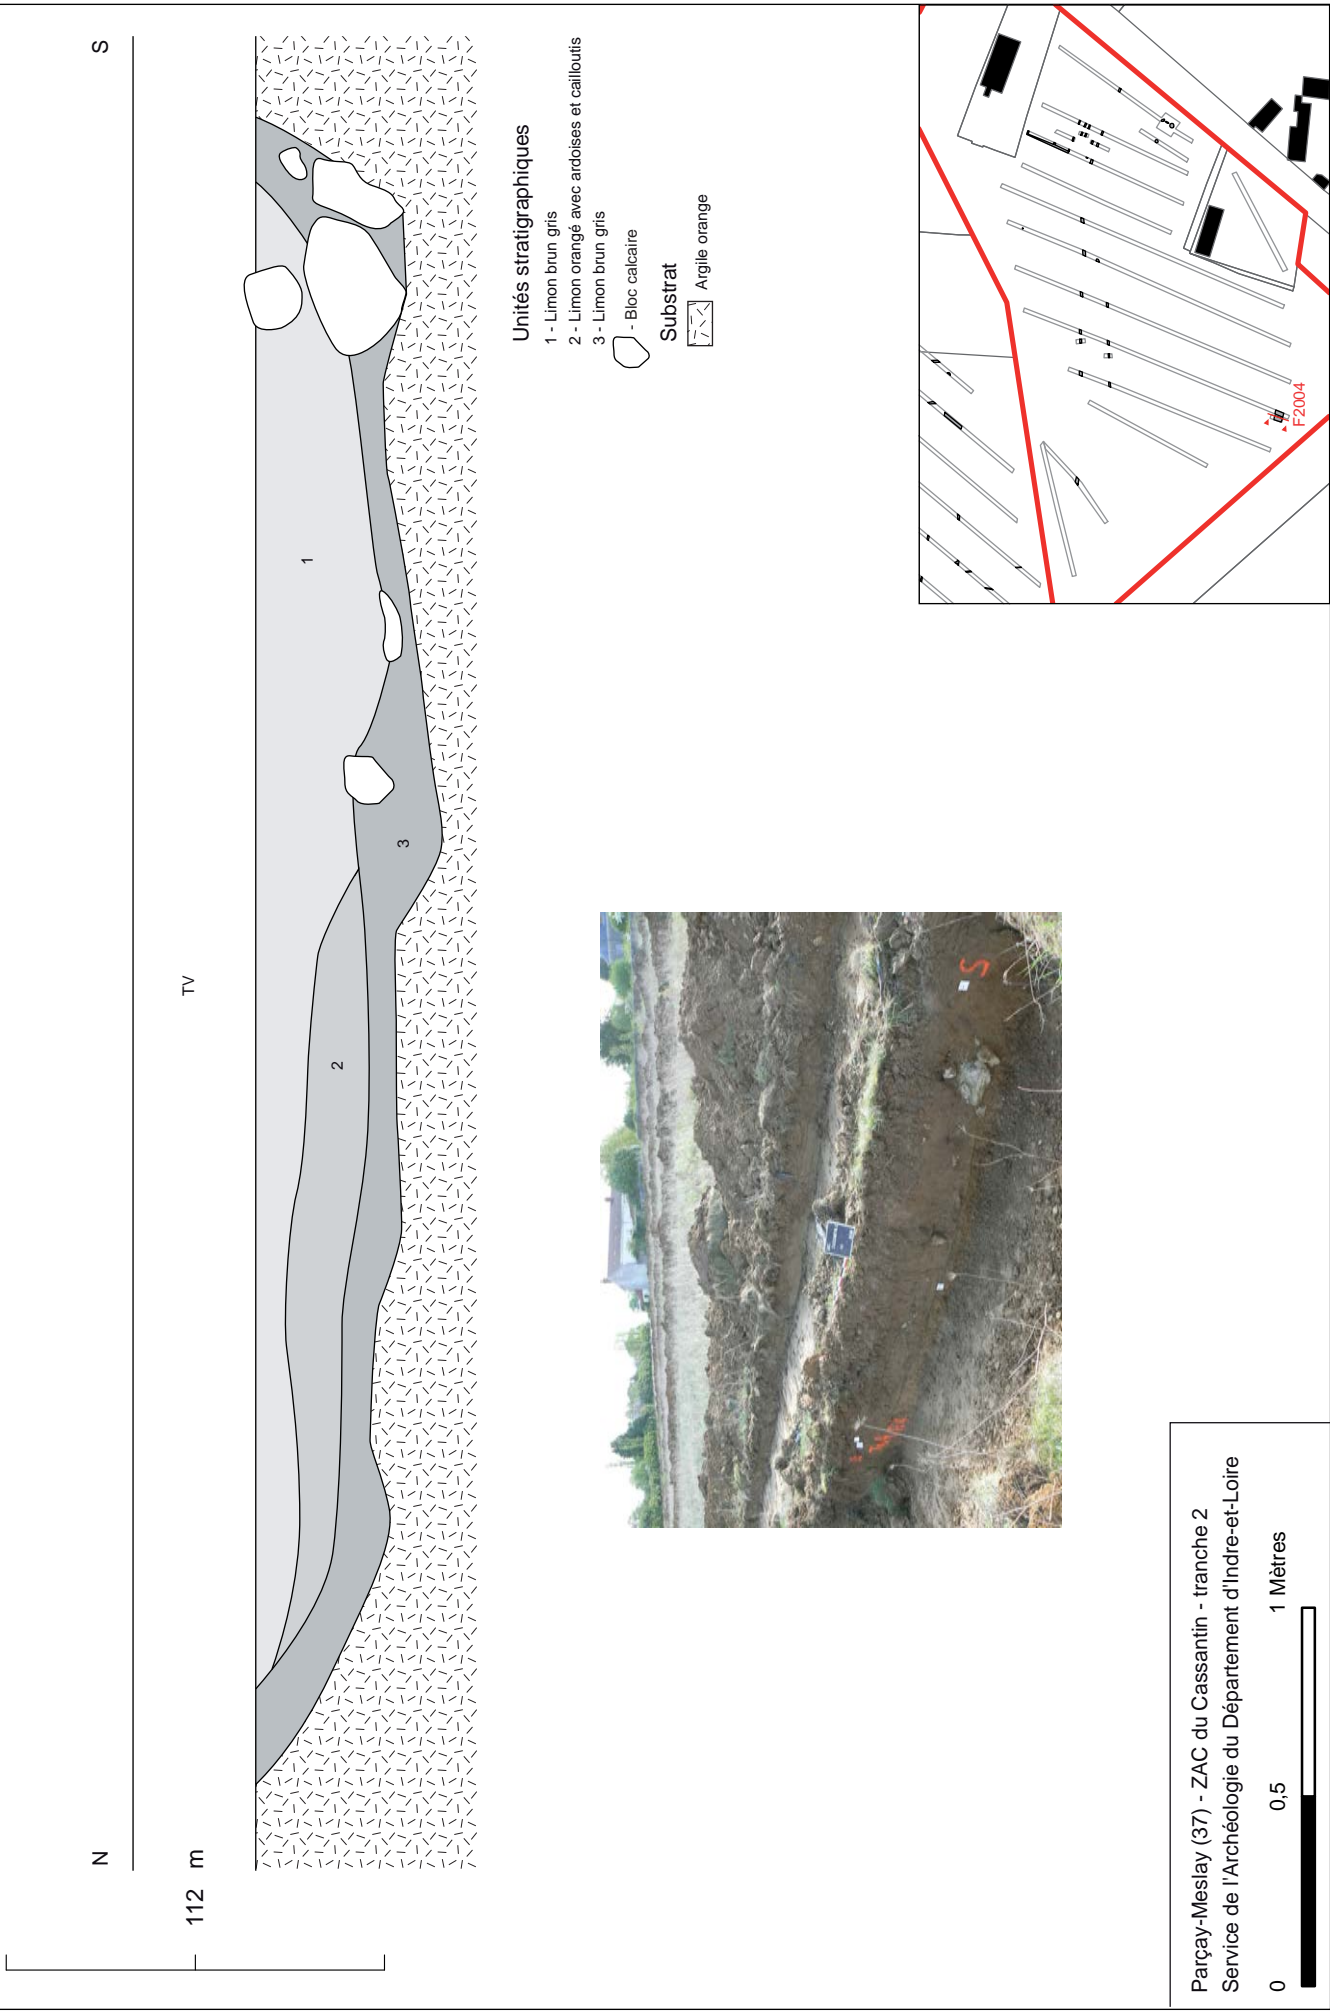 N
S
112 m
TV
1
2
3
Unités stratigraphiques
1 - Limon brun gris
2 - Limon orangé avec ardoises et cailloutis
3 - Limon brun gris
- Bloc calcaire
Substrat
Argile orange
S
F2004
Parçay-Meslay (37) - ZAC du Cassantin - tranche 2
Service de l'Archéologie du Département d'Indre-et-Loire
0
0,5
1 Mètres